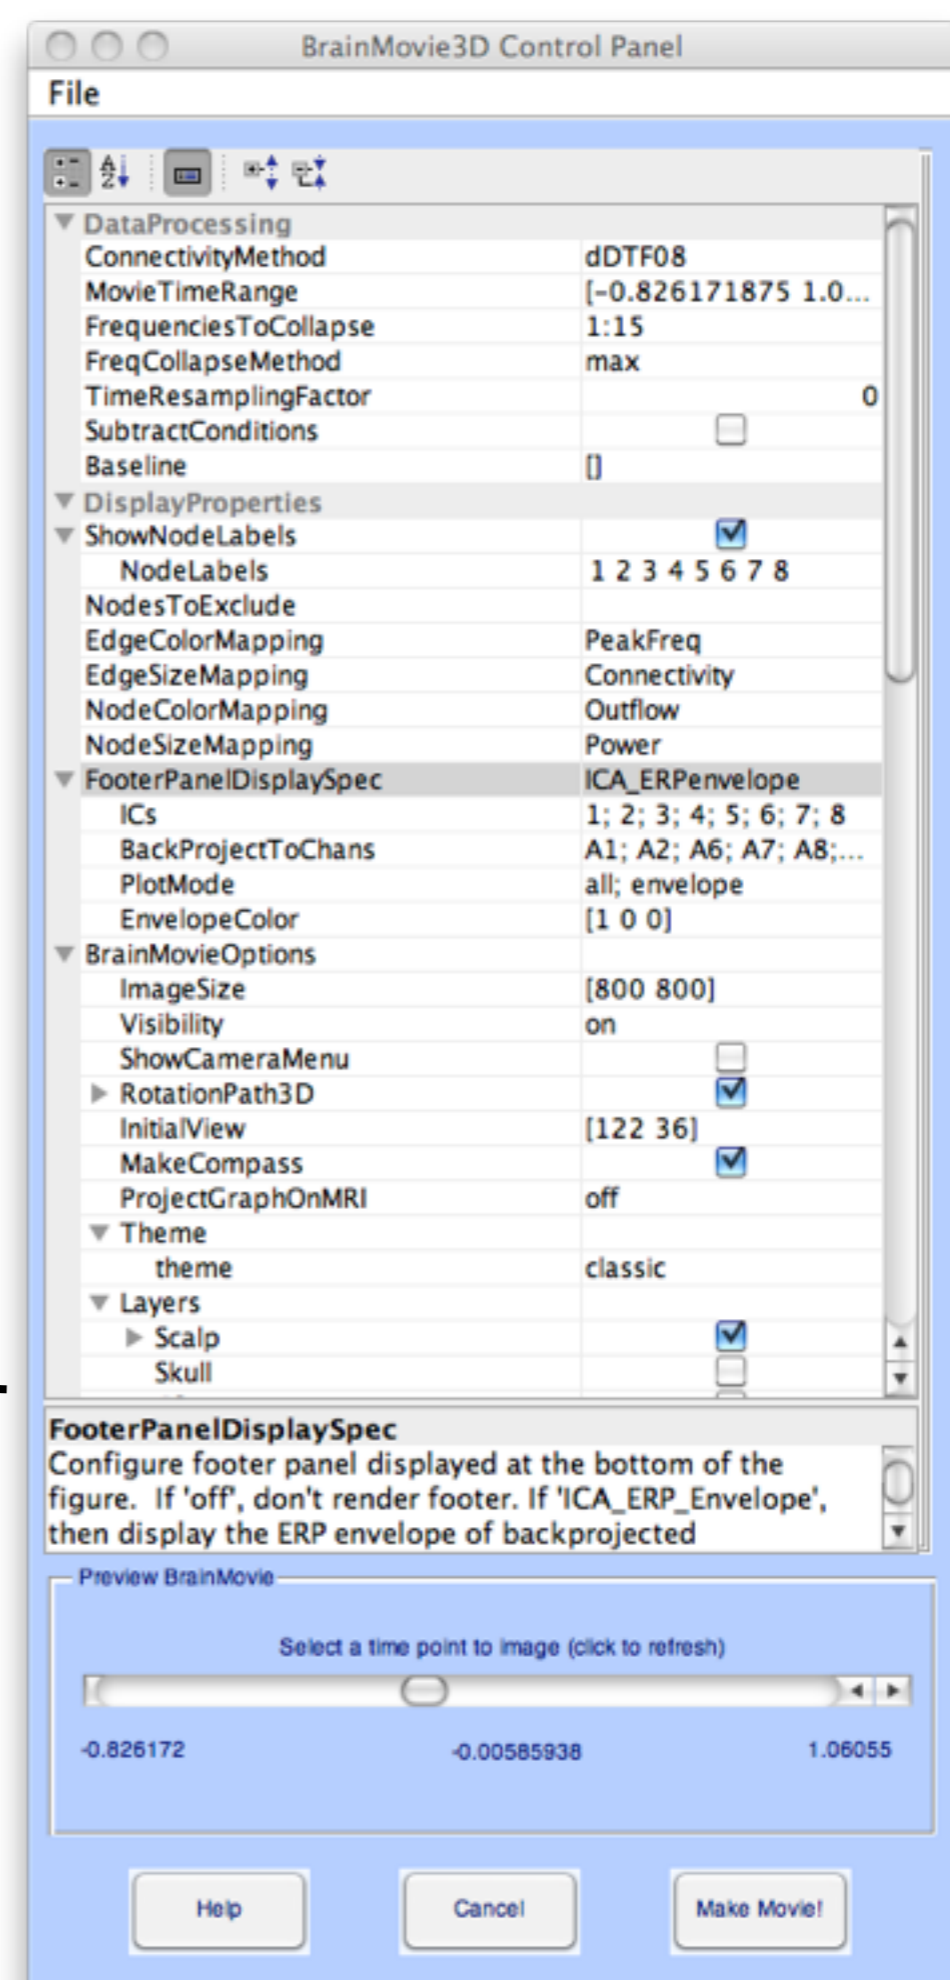 BrainMovie3D Control Panel
File
DataProcessing
ConnectivityMethod dDTF08
MovieTimeRange [-0.826171875 1.0...
FrequenciesToCollapse 1:15
FreqCollapseMethod max
TimeResamplingFactor 0
SubtractConditions
Baseline []
DisplayProperties
ShowNodeLabels
NodeLabels 1 2 3 4 5 6 7 8
NodesToExclude
EdgeColorMapping PeakFreq
EdgeSizeMapping Connectivity
NodeColorMapping Outflow
NodeSizeMapping Power
FooterPanelDisplaySpec ICA_ERPenvelope
ICs 1; 2; 3; 4; 5; 6; 7; 8
BackProjectToChans A1; A2; A6; A7; A8;...
PlotMode all; envelope
EnvelopeColor [1 0 0]
BrainMovieOptions
ImageSize [800 800]
Visibility on
ShowCameraMenu
RotationPath3D
InitialView [122 36]
MakeCompass
ProjectGraphOnMRI off
Theme
theme classic
Layers
Scalp
Skull
FooterPanelDisplaySpec
Configure footer panel displayed at the bottom of the
figure. If 'off', don't render footer. If 'ICA_ERP_Envelope',
then display the ERP envelope of backprojected
Preview BrainMovie
Select a time point to image (click to refresh)
-0.826172 -0.00585938 1.06055
Help Cancel Make Movie!